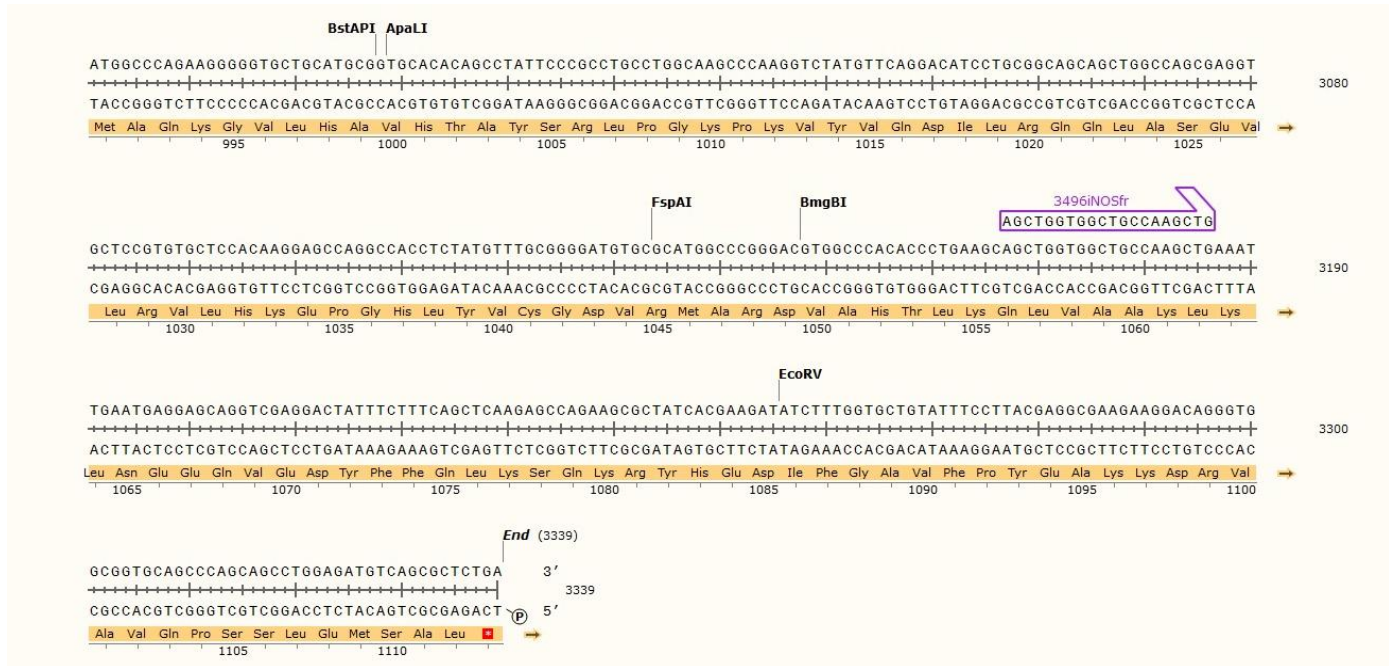 BstAPI ApaLI
ATGGCCCAGAAGGGGGTGCTGCATGCGGTGCACACAGCCTATTCCCGCCTGCCTGGCAAGCCCAAGGTCTATGTTCAGGACATCCTGCGGCAGCAGCTGGCCAGCGAGGT
3080
TACCGGGTCTTCCCCCACGACGTACGCCACGTGTGTCGGATAAGGGCGGACGGACCGTTCGGGTTCCAGATACAAGTCCTGTAGGACGCCGTCGTCGACCGGTCGCTCCA
Met Ala Gln Lys Gly Val Leu His Ala Val His Thr Ala Tyr Ser Arg Leu Pro Gly Lys Pro Lys Val Tyr Val Gln Asp Ile Leu Arg Gln Gln Leu Ala Ser Glu Val
995 1000 1005 1010 1015 1020 1025
FspAI BmgBI 3496iNOSfr
AGCTGGTGGCTGCCAAGCTG
GCTCCGTGTGCTCCACAAGGAGCCAGGCCACCTCTATGTTTGCGGGGATGTGCGCATGGCCCGGGACGTGGCCCACACCCTGAAGCAGCTGGTGGCTGCCAAGCTGAAAT
3190
CGAGGCACACGAGGTGTTCCTCGGTCCGGTGGAGATACAAACGCCCCTACACGCGTACCGGGCCCTGCACCGGGTGTGGGACTTCGTCGACCACCGACGGTTCGACTTTA
Leu Arg Val Leu His Lys Glu Pro Gly His Leu Tyr Val Cys Gly Asp Val Arg Met Ala Arg Asp Val Ala His Thr Leu Lys Gln Leu Val Ala Ala Lys Leu Lys
1030 1035 1040 1045 1050 1055 1060
EcoRV
TGAATGAGGAGCAGGTCGAGGACTATTTCTTTCAGCTCAAGAGCCAGAAGCGCTATCACGAAGATATCTTTGGTGCTGTATTTCCTTACGAGGCGAAGAAGGACAGGGTG
3300
ACTTACTCCTCGTCCAGCTCCTGATAAAGAAAGTCGAGTTCTCGGTCTTCGCGATAGTGCTTCTATAGAAACCACGACATAAAGGAATGCTCCGCTTCTTCCTGTCCCAC
Leu Asn Glu Glu Gln Val Glu Asp Tyr Phe Phe Gln Leu Lys Ser Gln Lys Arg Tyr His Glu Asp Ile Phe Gly Ala Val Phe Pro Tyr Glu Ala Lys Lys Asp Arg Val
1065 1070 1075 1080 1085 1090 1095 1100
End (3339)
GCGGTGCAGCCCAGCAGCCTGGAGATGTCAGCGCTCTGA 3′
3339
CGCCACGTCGGGTCGTCGGACCTCTACAGTCGCGAGACT P 5′
Ala Val Gln Pro Ser Ser Leu Glu Met Ser Ala Leu *
1105 1110